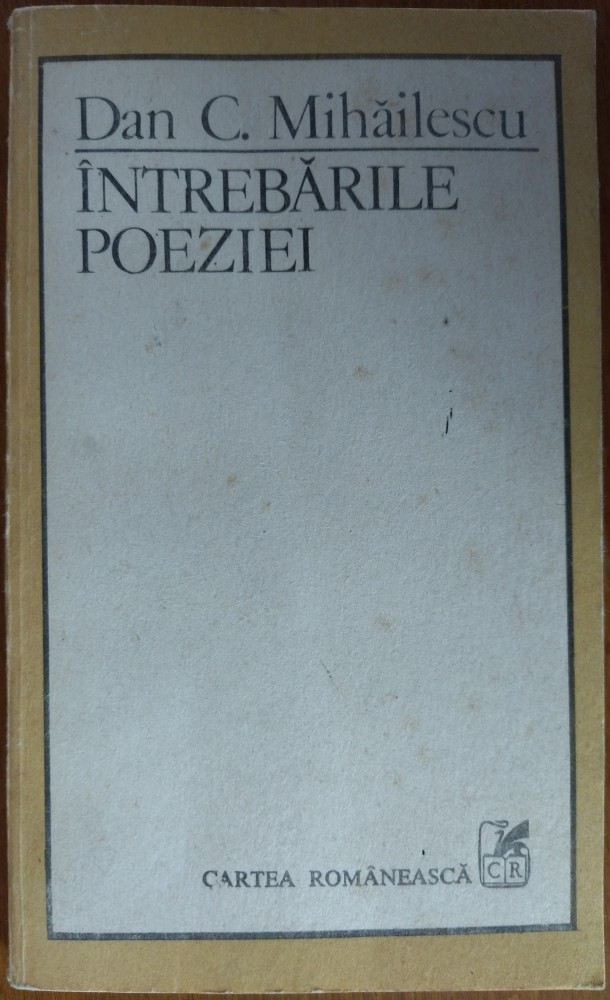 Dan C. Mihăilescu
ÎNTREBĂRILE
POEZIEI
CARTEA ROMÂNEASCĂ
CR